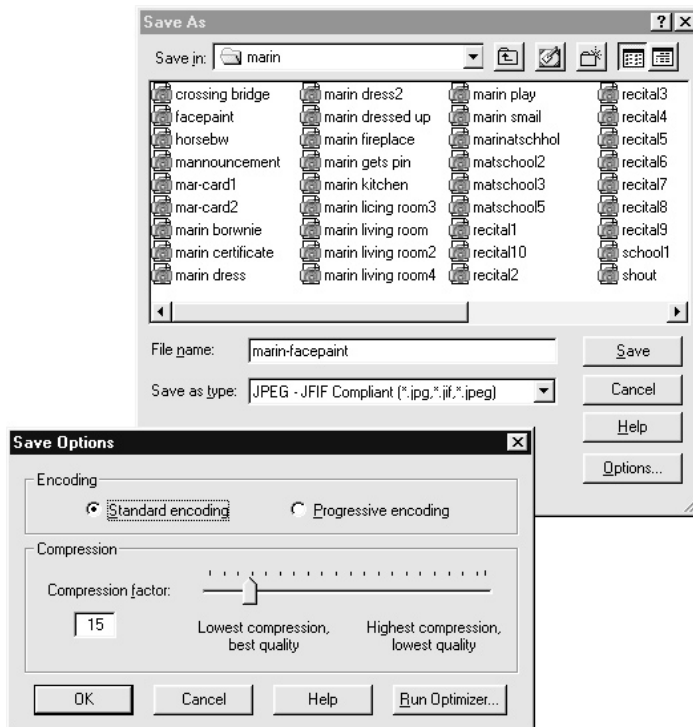 Save As
Save in: marin
crossing bridge
facepaint
horsebw
mannouncement
mar-card1
mar-card2
marin borwnie
marin certificate
marin dress
marin dress2
marin dressed up
marin fireplace
marin gets pin
marin kitchen
marin licing room3
marin living room
marin living room2
marin living room4
marin play
marin smail
marinatschhol
matschool2
matschool3
matschool5
recital1
recital10
recital2
recital3
recital4
recital5
recital6
recital7
recital8
recital9
school1
shout
File name: marin-facepaint
Save
Save as type: JPEG - JFIF Compliant (*.jpg,*.jif,*.jpeg)
Cancel
Help
Options...
Save Options
Encoding
Standard encoding Progressive encoding
Compression
Compression factor:
15
Lowest compression,
best quality
Highest compression,
lowest quality
OK Cancel Help Run Optimizer...